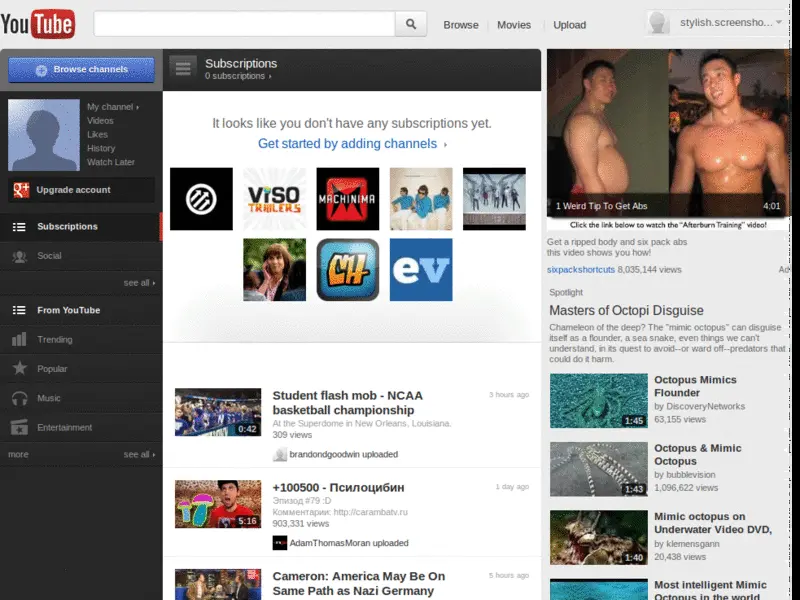 YouTube
Browse
Movies
Upload
stylish.screensho...
Browse channels
My channel ›
Videos
Likes
History
Watch Later
Upgrade account
Subscriptions
Social
see all ›
From YouTube
Trending
Popular
Music
Entertainment
more
see all ›
Subscriptions
0 subscriptions ›
It looks like you don't have any subscriptions yet.
Get started by adding channels ›
ViSO
TRAiLERS
MACHINIMA
CH
ev
Student flash mob - NCAA
basketball championship
3 hours ago
At the Superdome in New Orleans, Louisiana.
309 views
0:42
brandondgoodwin uploaded
+100500 - Псилоцибин
1 day ago
Эпизод #79 :D
Комментарии: http://carambatv.ru
903,331 views
5:16
AdamThomasMoran uploaded
Cameron: America May Be On
Same Path as Nazi Germany
5 hours ago
1 Weird Tip To Get Abs
4:01
Click the link below to watch the "Afterburn Training" video!
Get a ripped body and six pack abs
this video shows you how!
sixpackshortcuts 8,035,144 views
Ad
Spotlight
Masters of Octopi Disguise
Chameleon of the deep? The "mimic octopus" can disguise
itself as a flounder, a sea snake, even things we can't
understand, in its quest to avoid--or ward off--predators that
could do it harm.
Octopus Mimics
Flounder
by DiscoveryNetworks
63,155 views
1:45
Octopus & Mimic
Octopus
by bubblevision
1,096,622 views
1:43
Mimic octopus on
Underwater Video DVD,
by klemensgann
20,438 views
1:40
Most intelligent Mimic
Octopus in the world